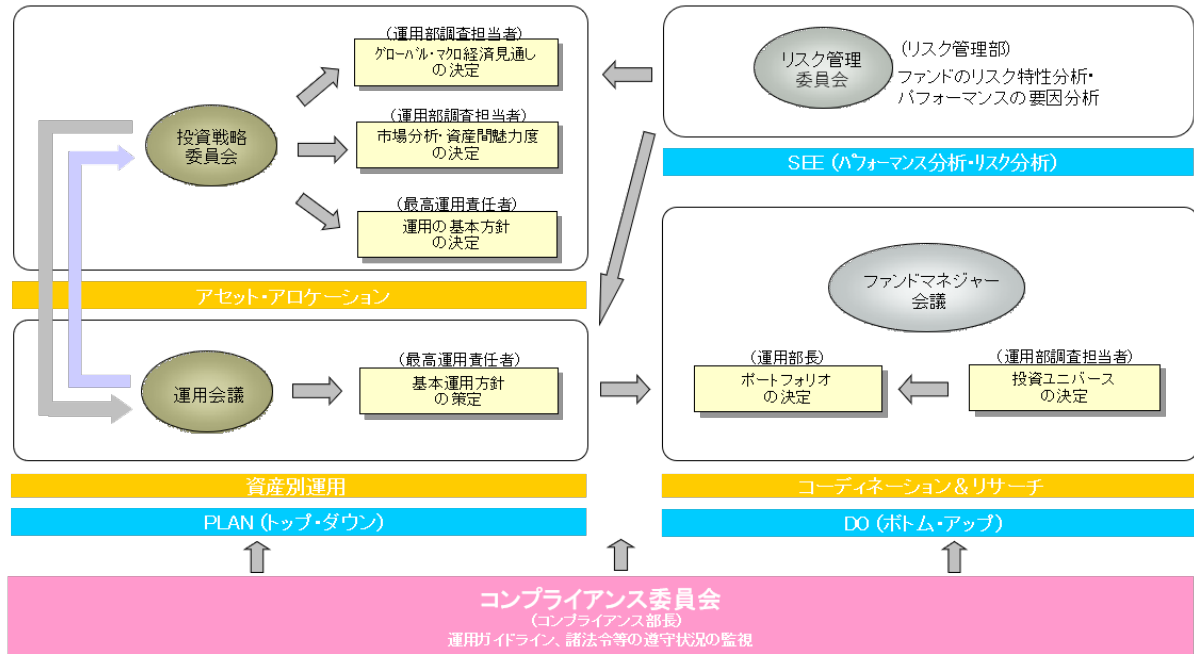 (運用部調査担当者)
グローバル・マクロ経済見通し
の決定
投資戦略
委員会
(運用部調査担当者)
市場分析・資産間魅力度
の決定
(最高運用責任者)
運用の基本方針
の決定
アセット・アロケーション
リスク管理
委員会
(リスク管理部)
ファンドのリスク特性分析・
パフォーマンスの要因分析
SEE (パフォーマンス分析・リスク分析)
運用会議
(最高運用責任者)
基本運用方針
の策定
資産別運用
PLAN (トップ・ダウン)
ファンドマネジャー
会議
(運用部長)
ポートフォリオ
の決定
(運用部調査担当者)
投資ユニバース
の決定
コーディネーション&リサーチ
DO (ボトム・アップ)
コンプライアンス委員会
(コンプライアンス部長)
運用ガイドライン、諸法令等の遵守状況の監視